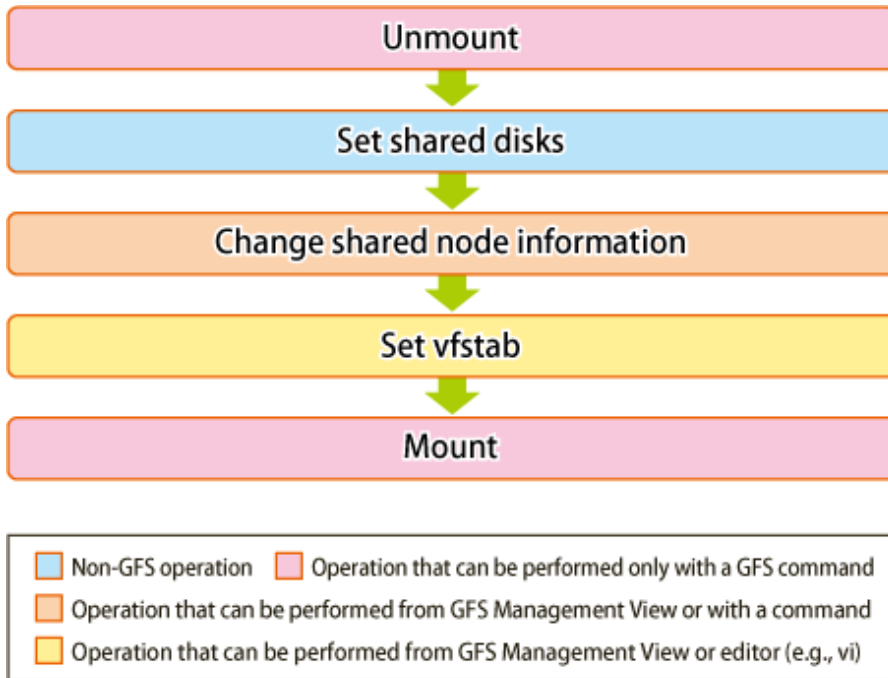 Unmount
Set shared disks
Change shared node information
Set vfstab
Mount
Non-GFS operation Operation that can be performed only with a GFS command
Operation that can be performed from GFS Management View or with a command
Operation that can be performed from GFS Management View or editor (e.g., vi)